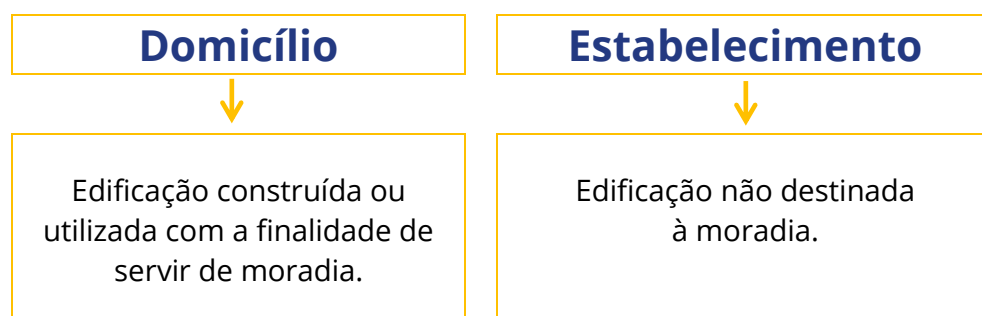 Domicílio
Edificação construída ou
utilizada com a finalidade de
servir de moradia.
Estabelecimento
Edificação não destinada
à moradia.